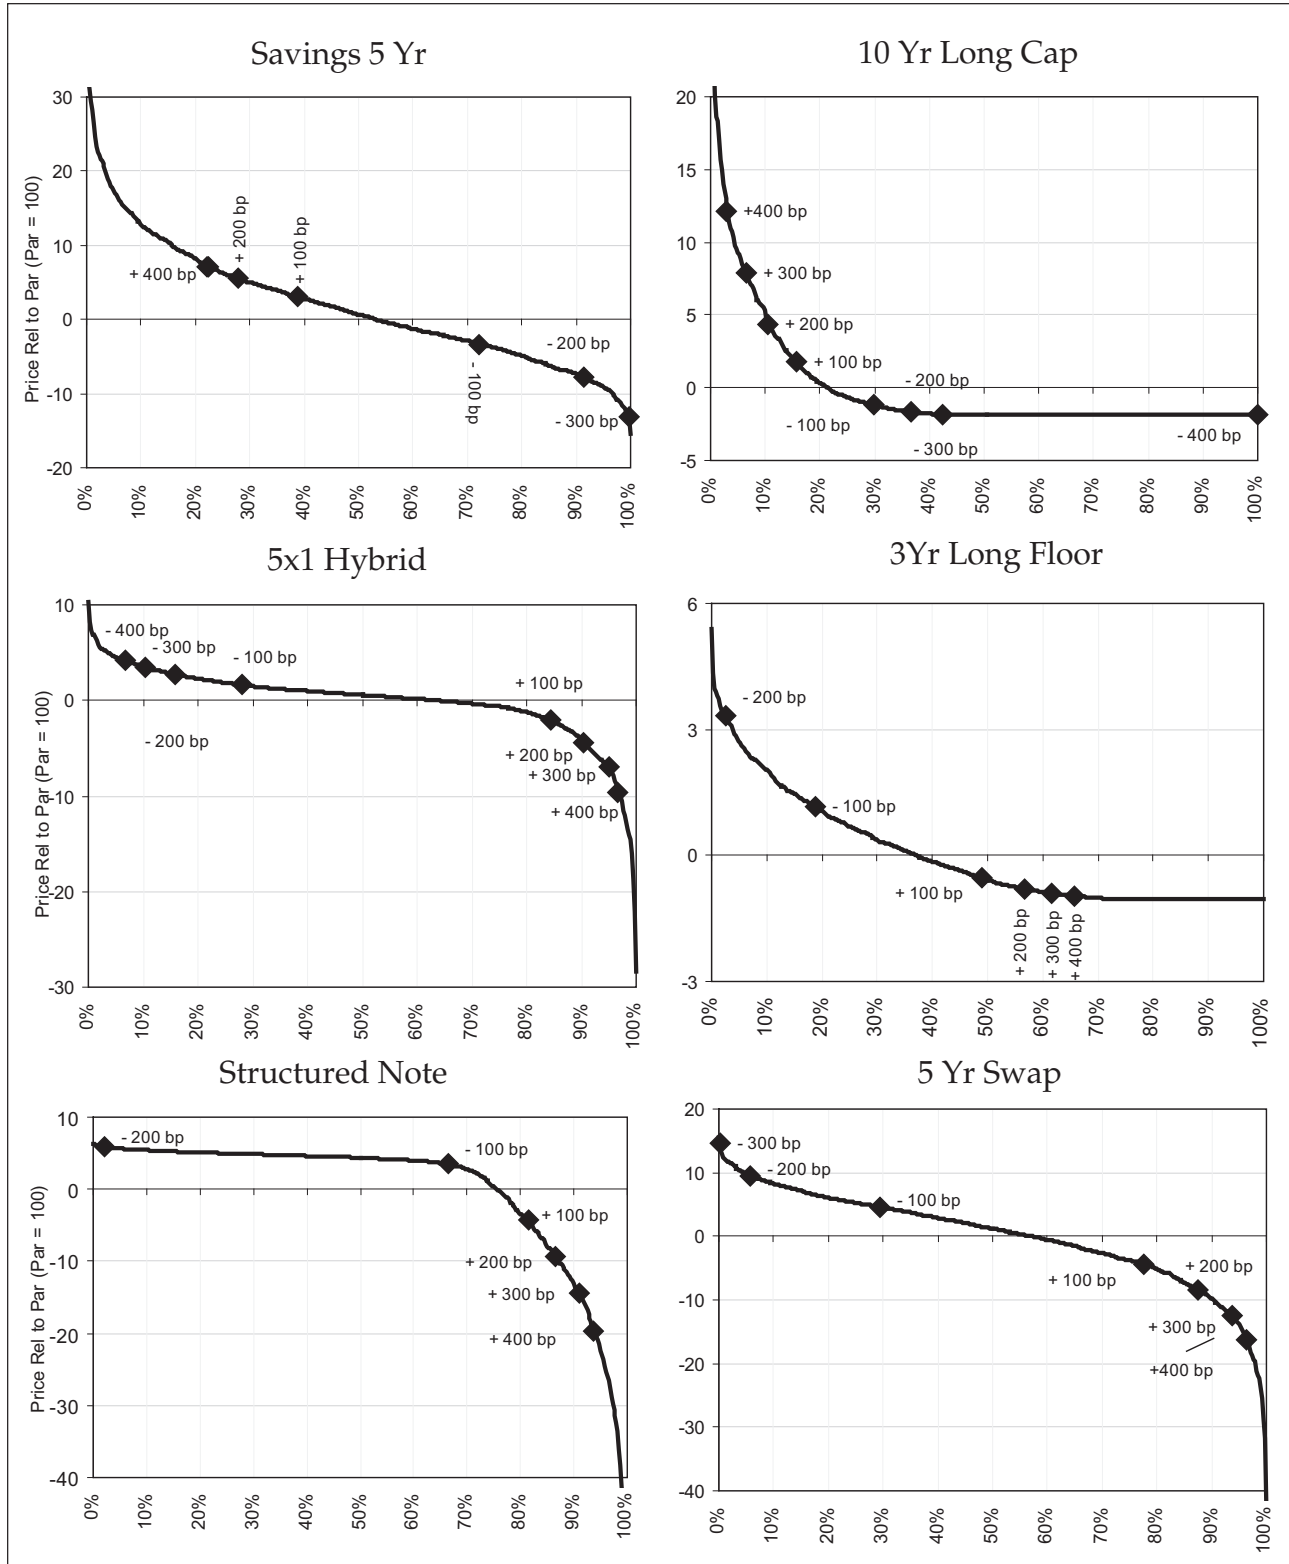 Savings 5 Yr
Price Rel to Par (Par = 100)
30
20
10
0
-10
-20
+ 400 bp
+ 200 bp
+ 100 bp
- 100 bp
- 200 bp
- 300 bp
0%
10%
20%
30%
40%
50%
60%
70%
80%
90%
100%
10 Yr Long Cap
20
15
10
5
0
-5
+400 bp
+ 300 bp
+ 200 bp
+ 100 bp
- 200 bp
- 100 bp
- 300 bp
- 400 bp
0%
10%
20%
30%
40%
50%
60%
70%
80%
90%
100%
5x1 Hybrid
Price Rel to Par (Par = 100)
10
0
-10
-20
-30
- 400 bp
- 300 bp
- 100 bp
- 200 bp
+ 100 bp
+ 200 bp
+ 300 bp
+ 400 bp
0%
10%
20%
30%
40%
50%
60%
70%
80%
90%
100%
3Yr Long Floor
6
3
0
-3
- 200 bp
- 100 bp
+ 100 bp
+ 200 bp
+ 300 bp
+ 400 bp
0%
10%
20%
30%
40%
50%
60%
70%
80%
90%
100%
Structured Note
Price Rel to Par (Par = 100)
10
0
-10
-20
-30
-40
- 200 bp
- 100 bp
+ 100 bp
+ 200 bp
+ 300 bp
+ 400 bp
0%
10%
20%
30%
40%
50%
60%
70%
80%
90%
100%
5 Yr Swap
20
10
0
-10
-20
-30
-40
- 300 bp
- 200 bp
- 100 bp
+ 100 bp
+ 200 bp
+ 300 bp
+400 bp
0%
10%
20%
30%
40%
50%
60%
70%
80%
90%
100%